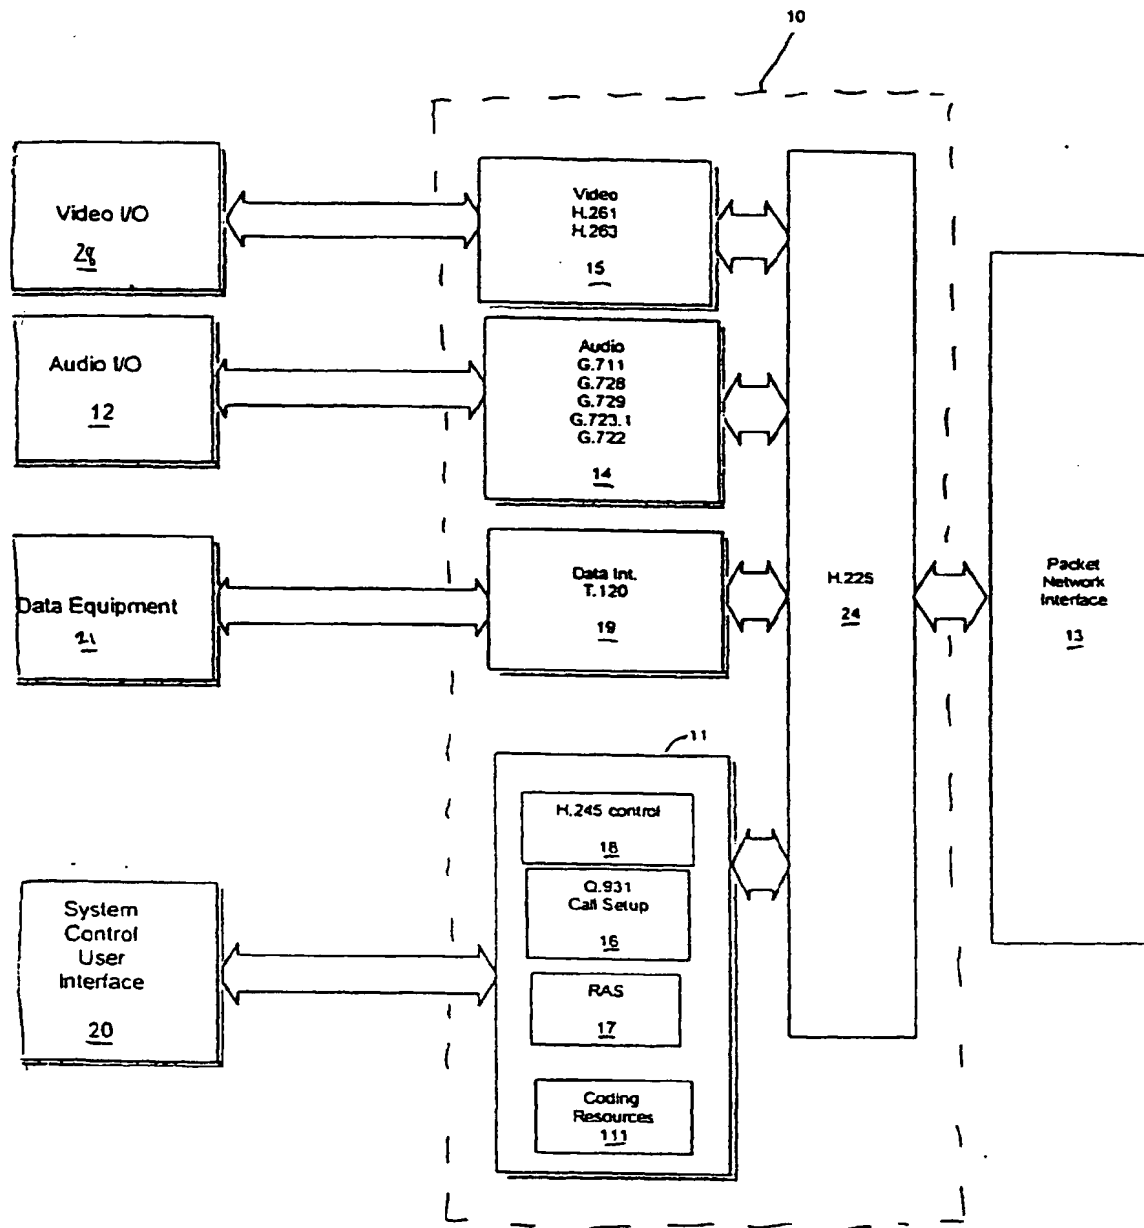 10
Video I/O
28
Video
H.261
H.263
15
Audio I/O
12
Audio
G.711
G.728
G.729
G.723.1
G.722
14
Data Equipment
21
Data Int.
T.120
19
H.225
24
Packet
Network
Interface
13
11
H.245 control
18
Q.931
Call Setup
16
RAS
17
Coding
Resources
111
System
Control
User
Interface
20